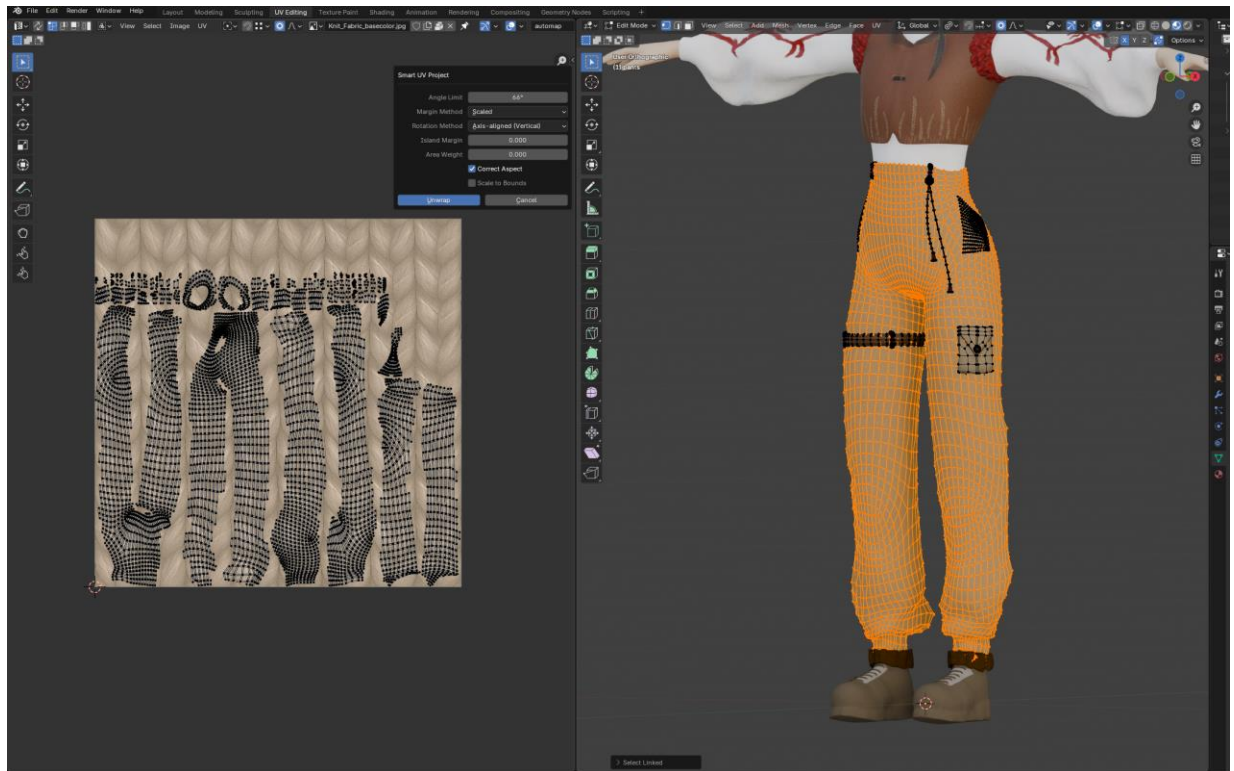 File Edit Render Window Help Layout Modeling Sculpting UV Editing Texture Paint Shading Animation Rendering Compositing Geometry Nodes Scripting +
View Select Image UV Knit_Fabric_basecolor.jpg automap
Edit Mode View Select Add Mesh Vertex Edge Face UV Global
X Y Z Options
User Orthographic
Smart UV Project
Angle Limit 66°
Margin Method Scaled
Rotation Method Axis-aligned (Vertical)
Island Margin 0.000
Area Weight 0.000
Correct Aspect
Scale to Bounds
Unwrap Cancel
> Select Linked